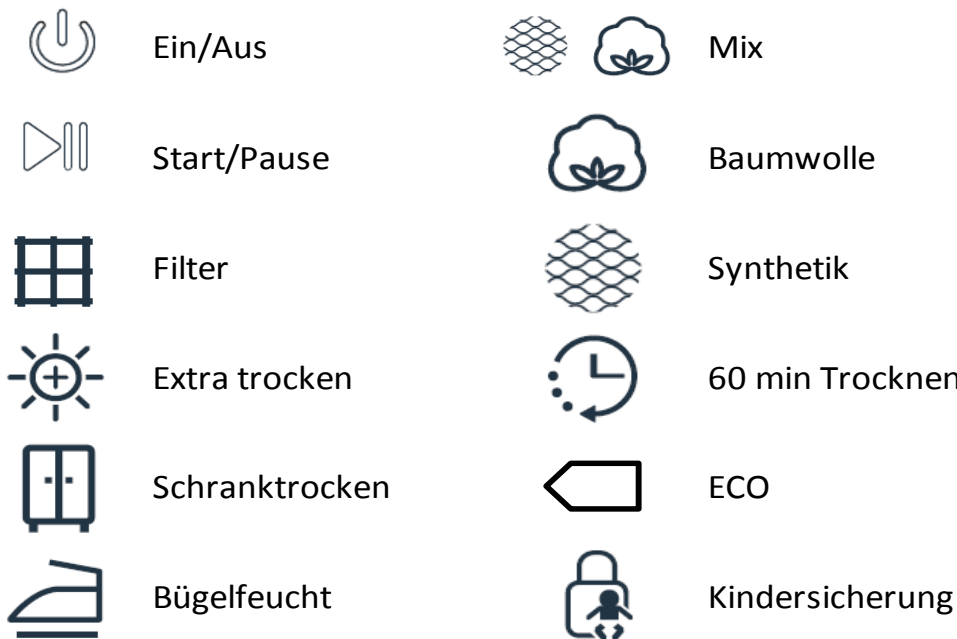 Ein/Aus
Mix
Start/Pause
Baumwolle
Filter
Synthetik
Extra trocken
60 min Trocknen
Schranktrocken
ECO
Bügelfeucht
Kindersicherung